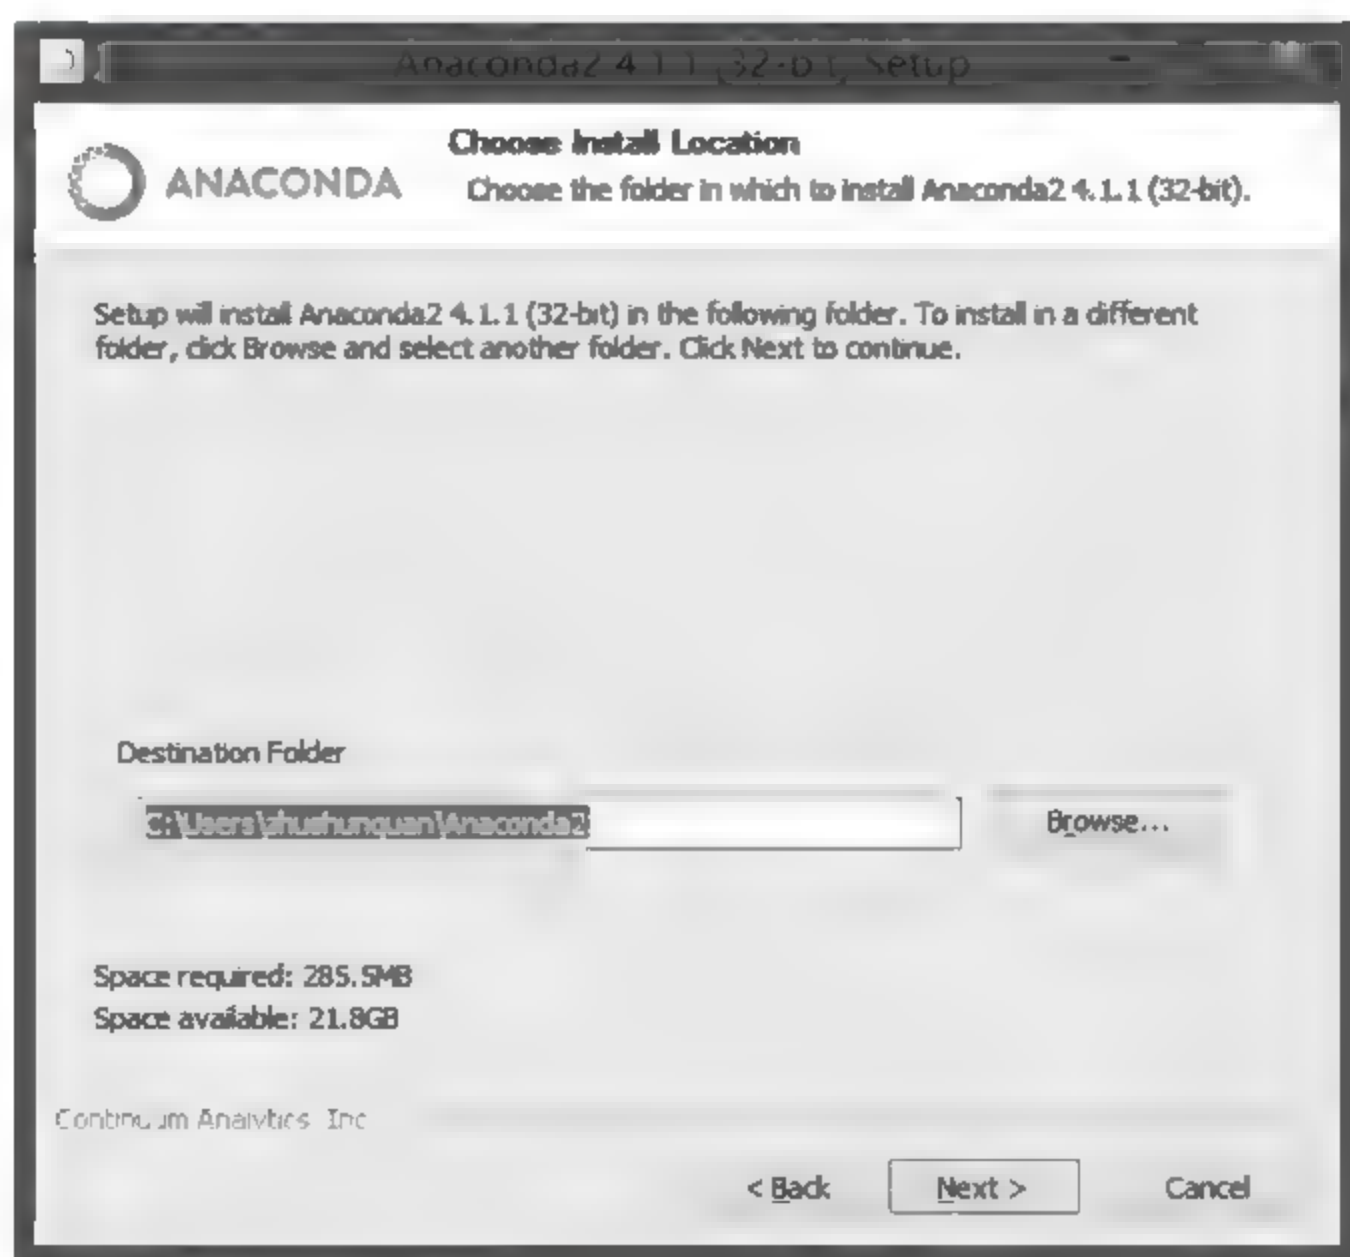 Anaconda2 4.1.1 (32-bit) Setup
Choose Install Location
ANACONDA
Choose the folder in which to install Anaconda2 4.1.1 (32-bit).
Setup will install Anaconda2 4.1.1 (32-bit) in the following folder. To install in a different
folder, click Browse and select another folder. Click Next to continue.
Destination Folder
C:\Users\zhushunquan\Anaconda2
Browse...
Space required: 285.5MB
Space available: 21.8GB
Continuum Analytics, Inc.
< Back
Next >
Cancel